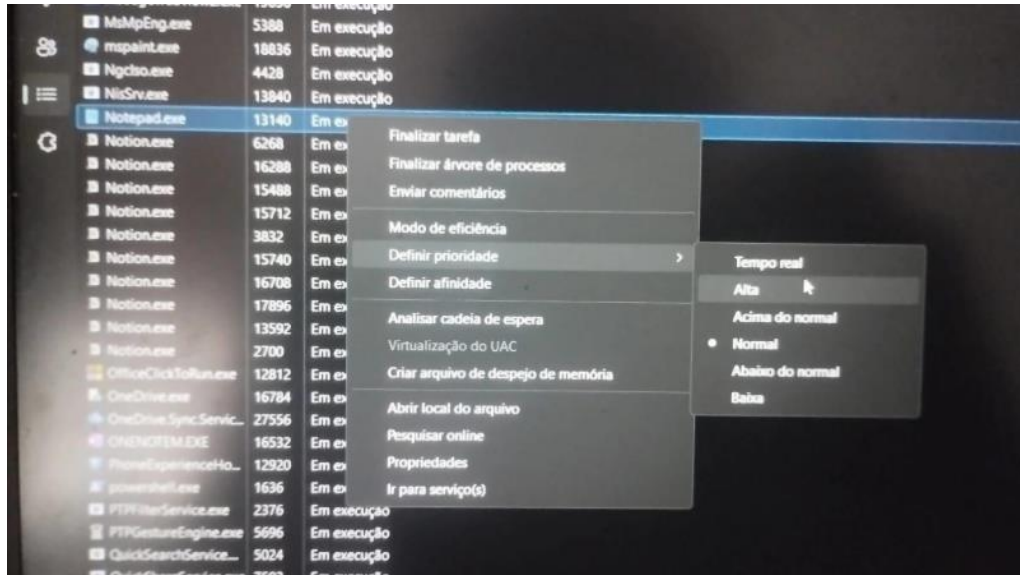 MsMpEng.exe 5388 Em execução
mspaint.exe 18836 Em execução
NgcIso.exe 4428 Em execução
NisSrv.exe 13840 Em execução
Notepad.exe 13140 Em ex
Notion.exe 6268 Em ex
Notion.exe 16288 Em ex
Notion.exe 15488 Em ex
Notion.exe 15712 Em ex
Notion.exe 3832 Em ex
Notion.exe 15740 Em ex
Notion.exe 16708 Em ex
Notion.exe 17896 Em ex
Notion.exe 13592 Em ex
Notion.exe 2700 Em ex
OfficeClickToRun.exe 12812 Em ex
OneDrive.exe 16784 Em ex
OneDrive.Sync.Servic... 27556 Em ex
ONENOTEM.EXE 16532 Em ex
PhoneExperienceHo... 12920 Em ex
powershell.exe 1636 Em ex
PTPFilterService.exe 2376 Em execução
PTPGestureEngine.exe 5696 Em execução
QuickSearchService... 5024 Em execução
Finalizar tarefa
Finalizar árvore de processos
Enviar comentários
Modo de eficiência
Definir prioridade
Definir afinidade
Analisar cadeia de espera
Virtualização do UAC
Criar arquivo de despejo de memória
Abrir local do arquivo
Pesquisar online
Propriedades
Ir para serviço(s)
Tempo real
Alta
Acima do normal
Normal
Abaixo do normal
Baixa